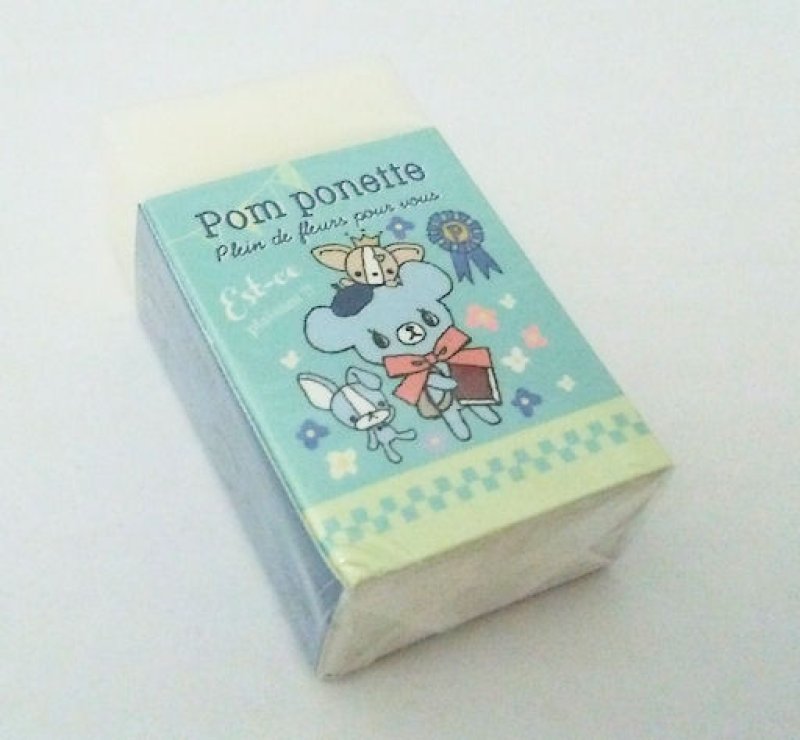 Pom ponette
Plein de fleurs pour vous
P
Est-ce